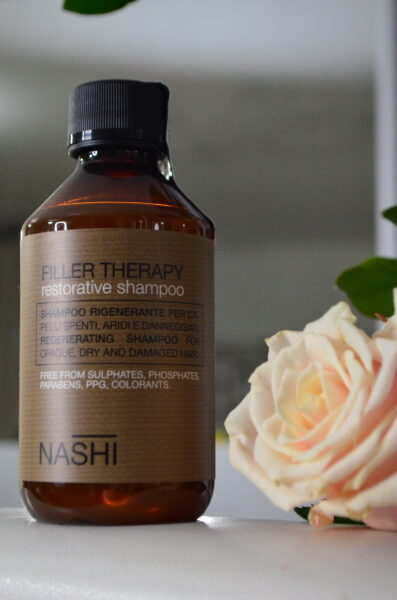 FILLER THERAPY
restorative shampoo
SHAMPOO RIGENERANTE PER CA-
PELLI SPENTI, ARIDI E DANNEGGIATI.
REGENERATING SHAMPOO FOR
OPAQUE, DRY AND DAMAGED HAIR.
FREE FROM SULPHATES, PHOSPHATES,
PARABENS, PPG, COLORANTS.
NASHI